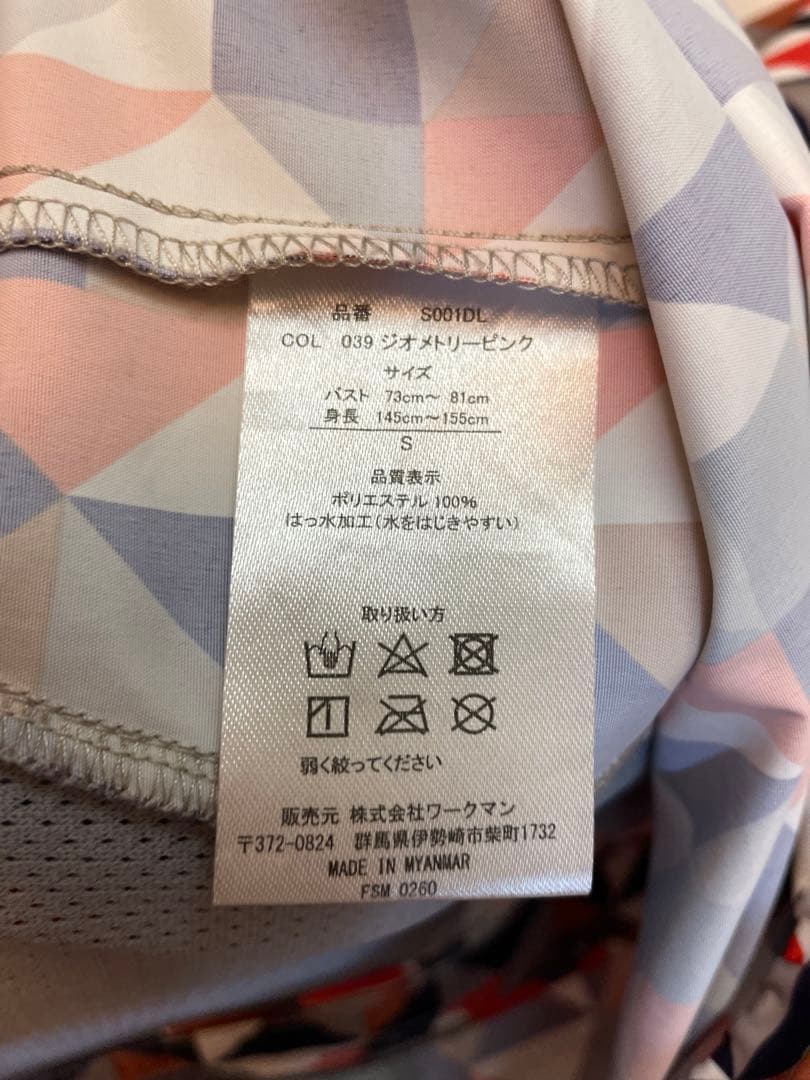 品番 S001DL
COL 039 ジオメトリーピンク
サイズ
バスト 73cm～ 81cm
身長 145cm～155cm
S
品質表示
ポリエステル 100%
はっ水加工(水をはじきやすい)
取り扱い方
弱く絞ってください
販売元 株式会社ワークマン
〒372-0824 群馬県伊勢崎市柴町1732
MADE IN MYANMAR
FSM 0260